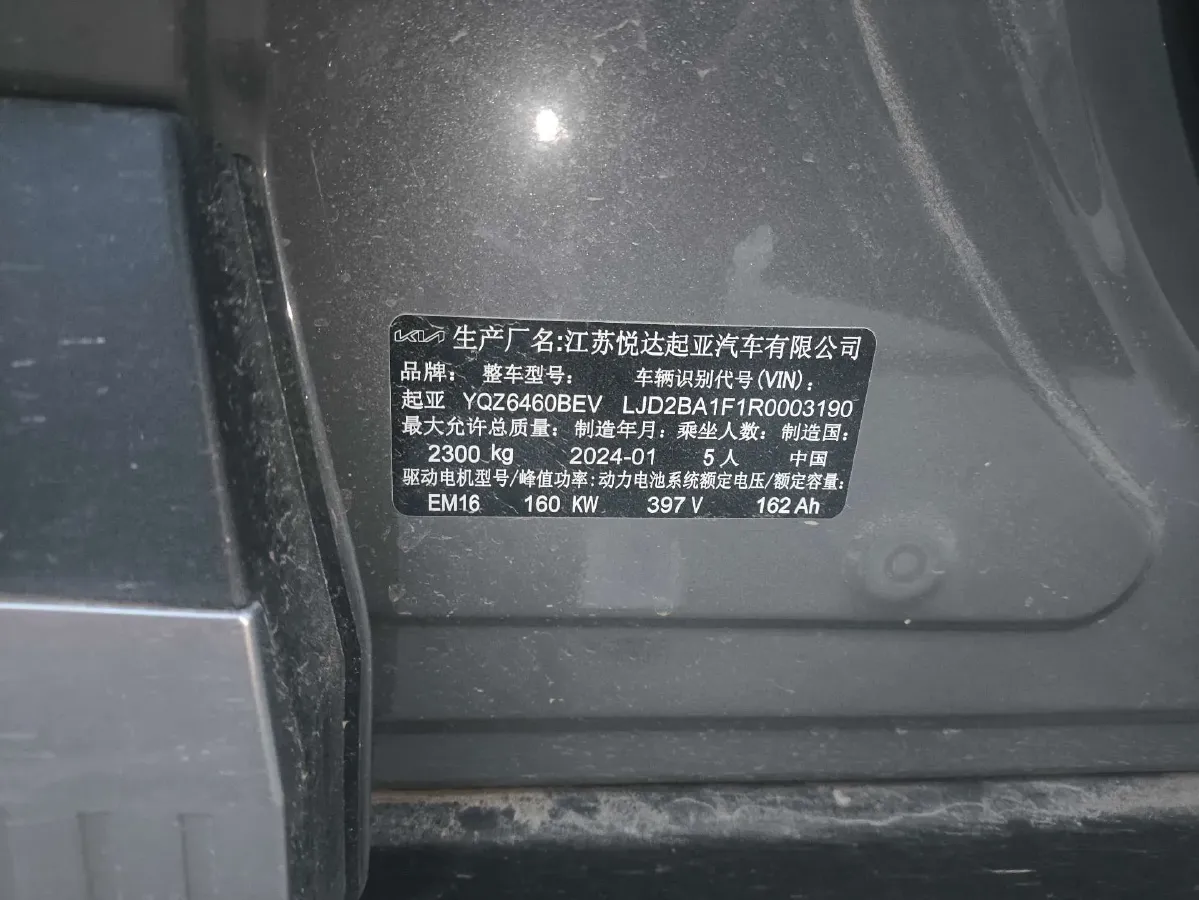 KIA 生产厂名:江苏悦达起亚汽车有限公司
品牌: 整车型号: 车辆识别代号(VIN):
起亚 YQZ6460BEV LJD2BA1F1R0003190
最大允许总质量: 制造年月: 乘坐人数: 制造国:
2300 kg 2024-01 5人 中国
驱动电机型号/峰值功率:动力电池系统额定电压/额定容量:
EM16 160 KW 397 V 162 Ah